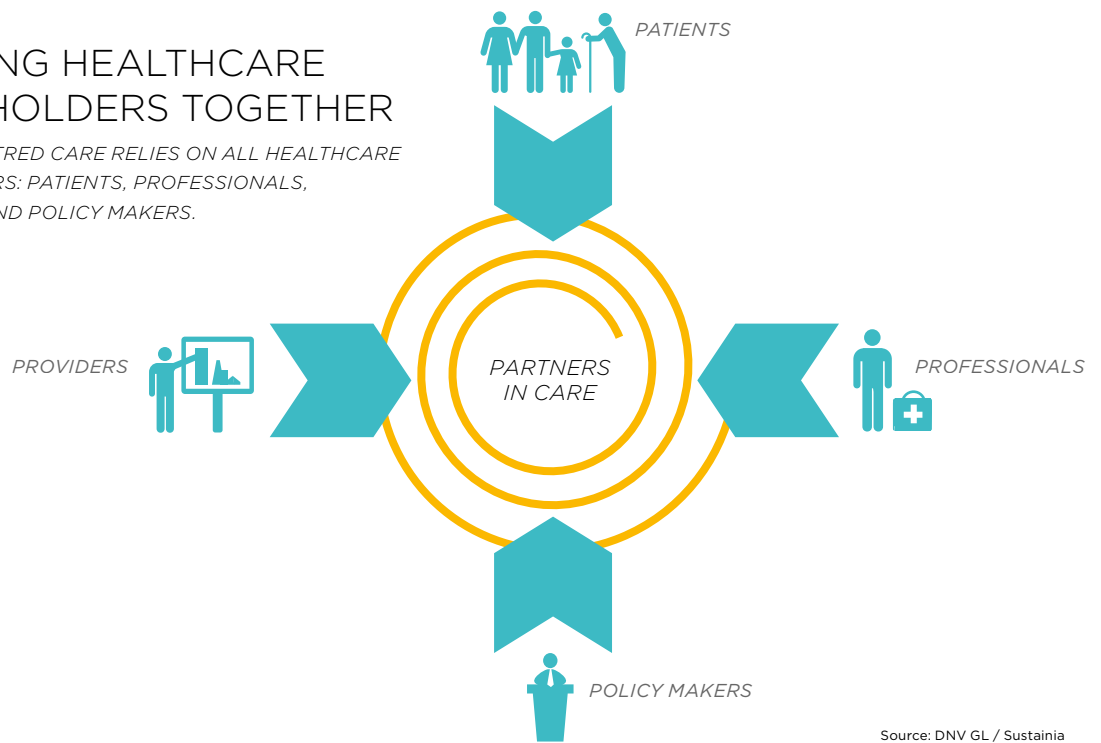 NG HEALTHCARE
HOLDERS TOGETHER
TRED CARE RELIES ON ALL HEALTHCARE
RS: PATIENTS, PROFESSIONALS,
ND POLICY MAKERS.
PATIENTS
PROVIDERS
PARTNERS
IN CARE
PROFESSIONALS
POLICY MAKERS
Source: DNV GL / Sustainia